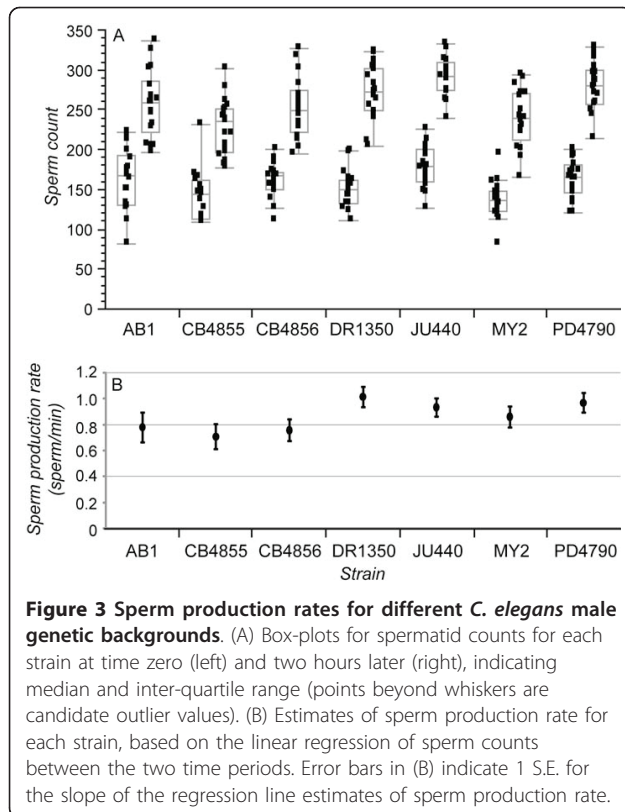 A
350
300
250
200
150
100
50
0
Sperm count
AB1 CB4855 CB4856 DR1350 JU440 MY2 PD4790
B
1.2
1.0
0.8
0.6
0.4
0.2
0
Sperm production rate
(sperm/min)
AB1 CB4855 CB4856 DR1350 JU440 MY2 PD4790
Strain
Figure 3 Sperm production rates for different C. elegans male
genetic backgrounds. (A) Box-plots for spermatid counts for each
strain at time zero (left) and two hours later (right), indicating
median and inter-quartile range (points beyond whiskers are
candidate outlier values). (B) Estimates of sperm production rate for
each strain, based on the linear regression of sperm counts
between the two time periods. Error bars in (B) indicate 1 S.E. for
the slope of the regression line estimates of sperm production rate.